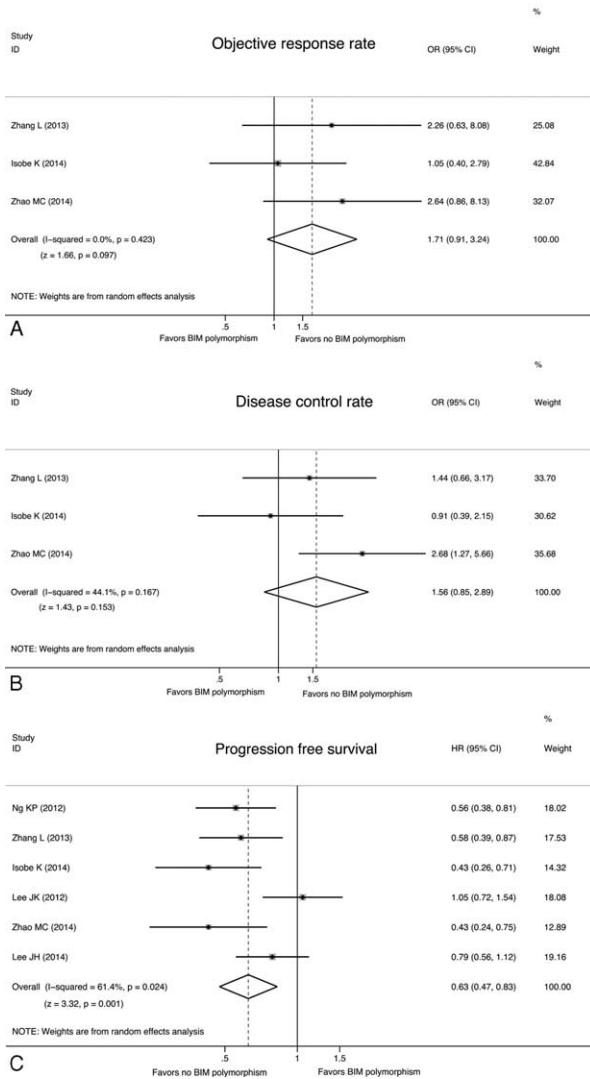 %
Study
ID Objective response rate OR (95% CI) Weight
Zhang L (2013) 2.26 (0.63, 8.08) 25.08
Isobe K (2014) 1.05 (0.40, 2.79) 42.84
Zhao MC (2014) 2.64 (0.86, 8.13) 32.07
Overall (I−squared = 0.0%, p = 0.423) 1.71 (0.91, 3.24) 100.00
(z = 1.66, p = 0.097)
NOTE: Weights are from random effects analysis
A
.5 1 1.5
Favors BIM polymorphism Favors no BIM polymorphism
%
Study
ID Disease control rate OR (95% CI) Weight
Zhang L (2013) 1.44 (0.66, 3.17) 33.70
Isobe K (2014) 0.91 (0.39, 2.15) 30.62
Zhao MC (2014) 2.68 (1.27, 5.66) 35.68
Overall (I−squared = 44.1%, p = 0.167) 1.56 (0.85, 2.89) 100.00
(z = 1.43, p = 0.153)
NOTE: Weights are from random effects analysis
B
.5 1 1.5
Favors BIM polymorphism Favors no BIM polymorphism
%
Study
ID Progression free survival HR (95% CI) Weight
Ng KP (2012) 0.56 (0.38, 0.81) 18.02
Zhang L (2013) 0.58 (0.39, 0.87) 17.53
Isobe K (2014) 0.43 (0.26, 0.71) 14.32
Lee JK (2012) 1.05 (0.72, 1.54) 18.08
Zhao MC (2014) 0.43 (0.24, 0.75) 12.89
Lee JH (2014) 0.79 (0.56, 1.12) 19.16
Overall (I−squared = 61.4%, p = 0.024) 0.63 (0.47, 0.83) 100.00
(z = 3.32, p = 0.001)
NOTE: Weights are from random effects analysis
C
.5 1 1.5
Favors no BIM polymorphism Favors BIM polymorphism